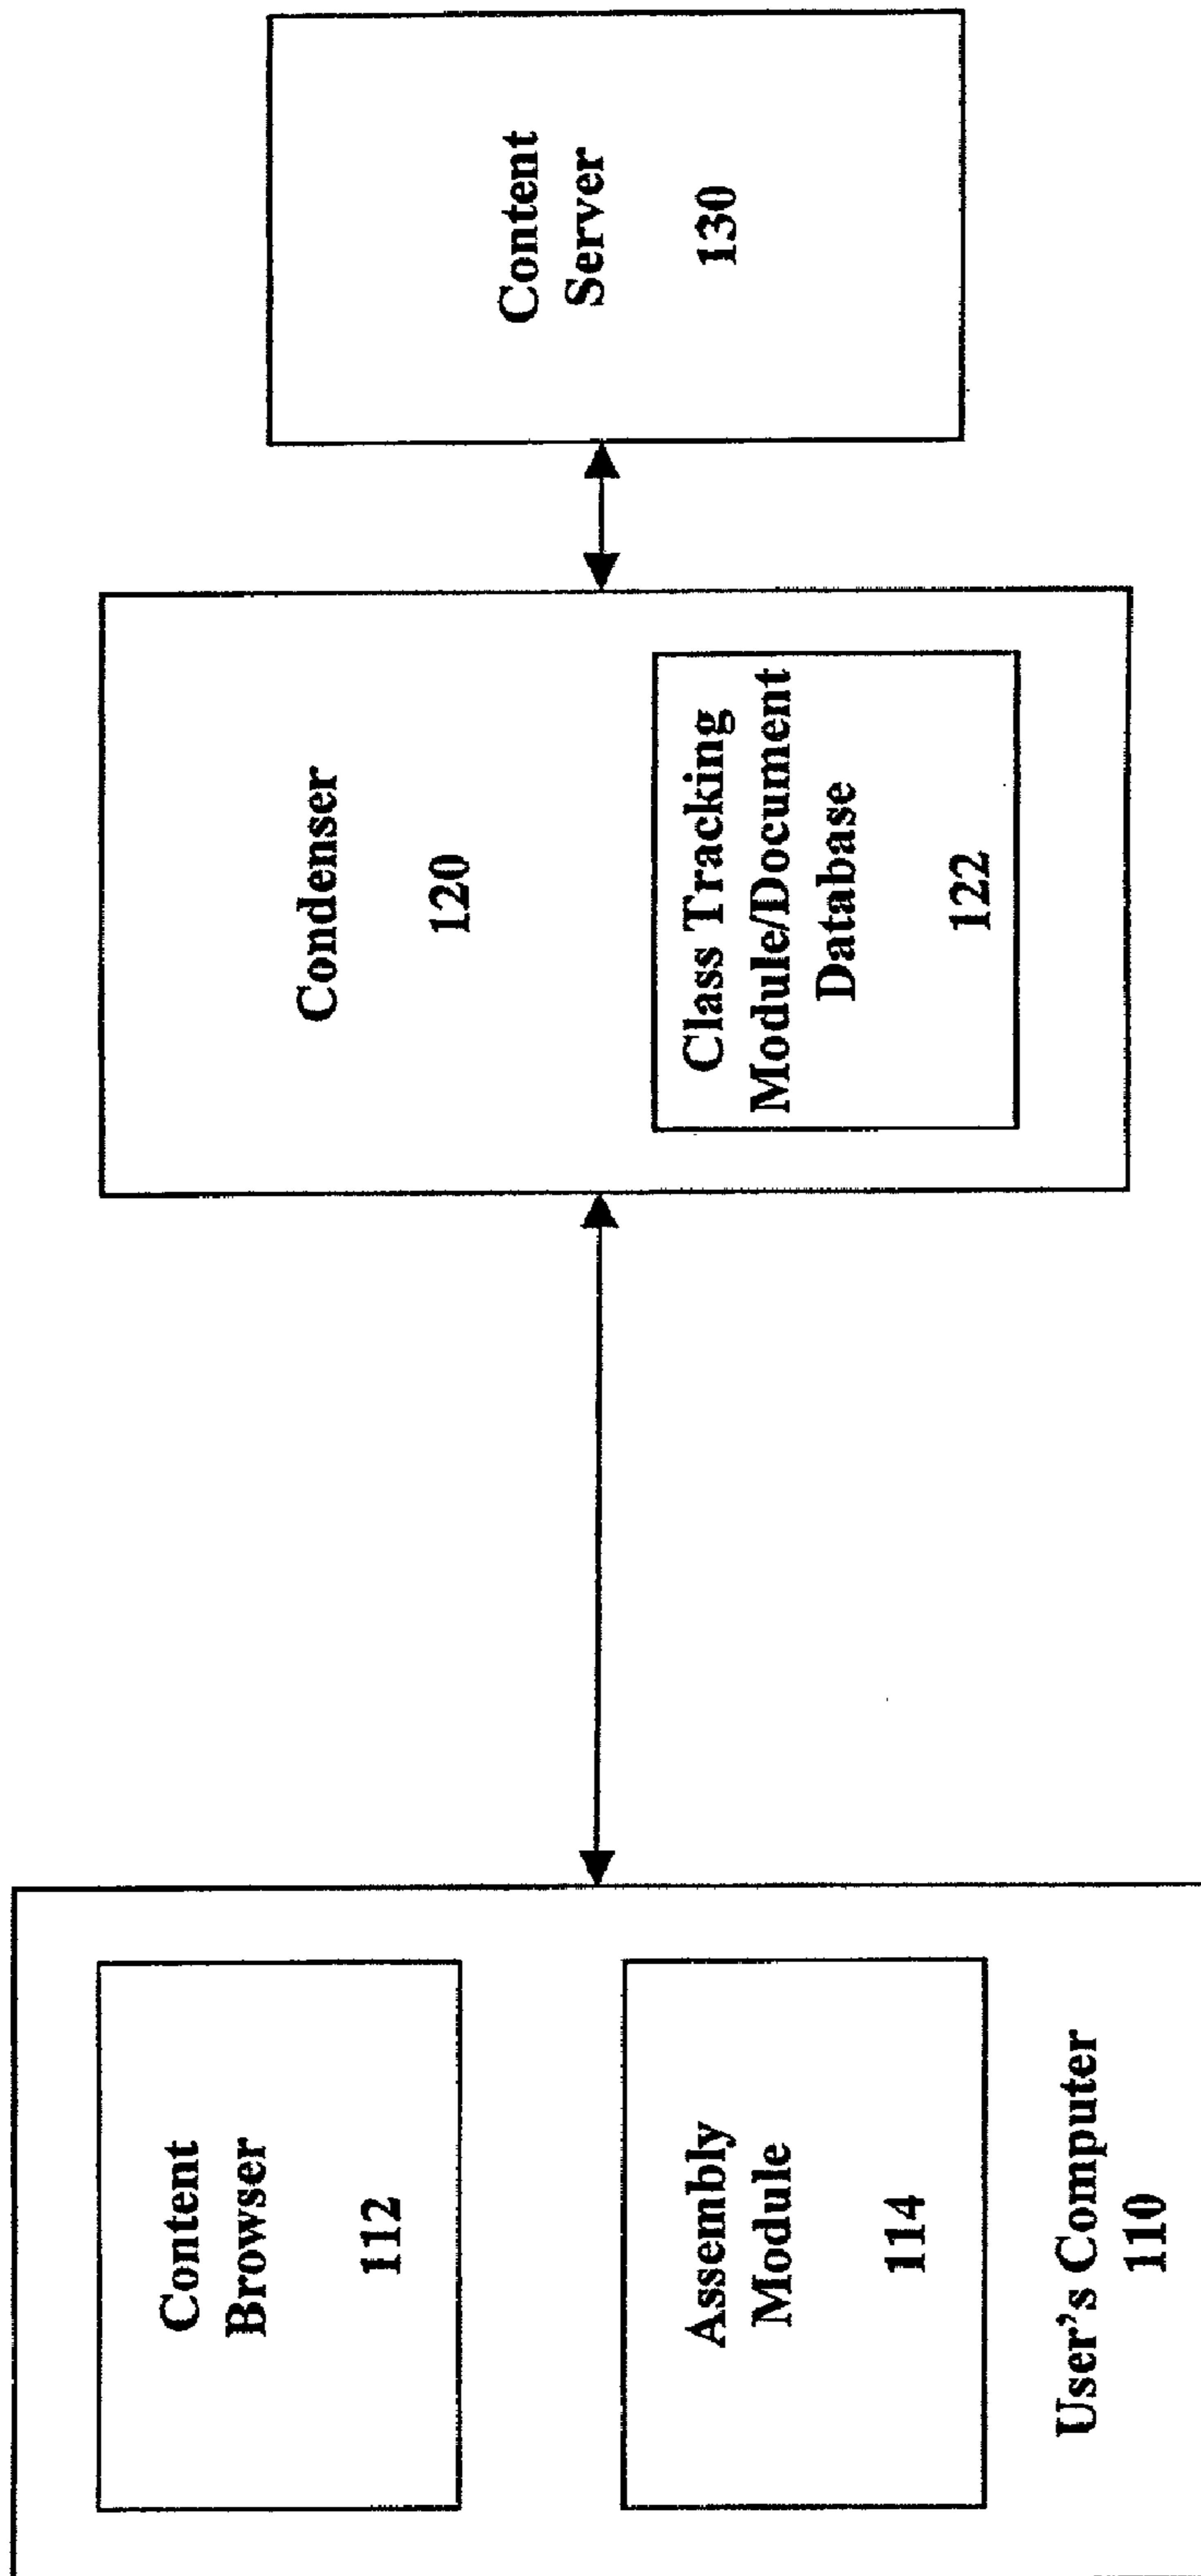 Content
Browser
112
Assembly
Module
114
User's Computer
110
Condenser
120
Class Tracking
Module/Document
Database
122
Content
Server
130